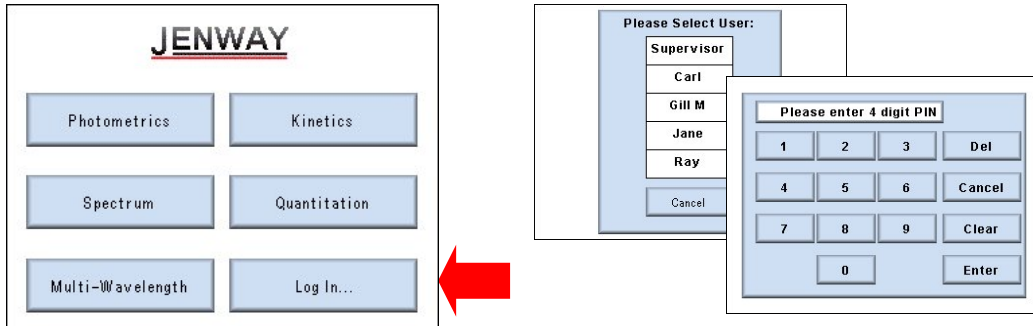 JENWAY
Photometrics Kinetics
Spectrum Quantitation
Multi-Wavelength Log In...
Please Select User:
Supervisor
Carl
Gill M
Jane
Ray
Cancel
Please enter 4 digit PIN
1 2 3 Del
4 5 6 Cancel
7 8 9 Clear
0 Enter